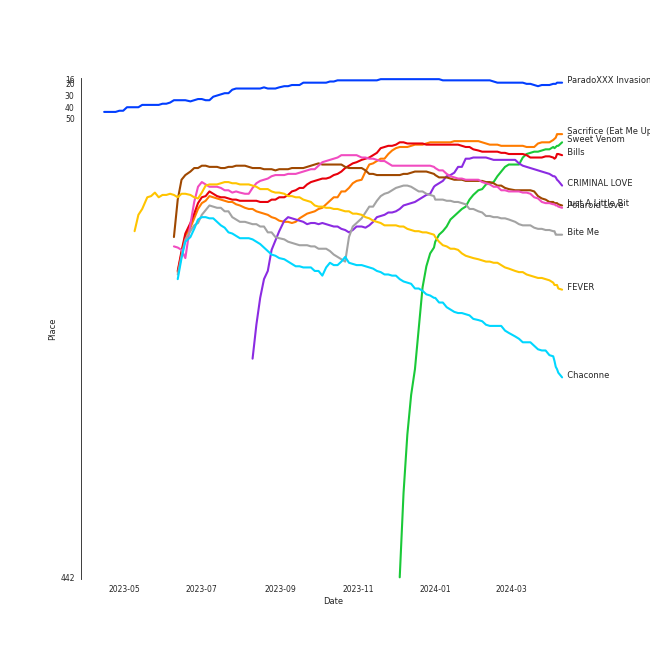 16
20
30
40
50
442
Place
2023-05
2023-07
2023-09
2023-11
2024-01
2024-03
Date
ParadoXXX Invasion
Sacrifice (Eat Me Up
Sweet Venom
Bills
CRIMINAL LOVE
Just A Little Bit
Polaroid Love
Bite Me
FEVER
Chaconne